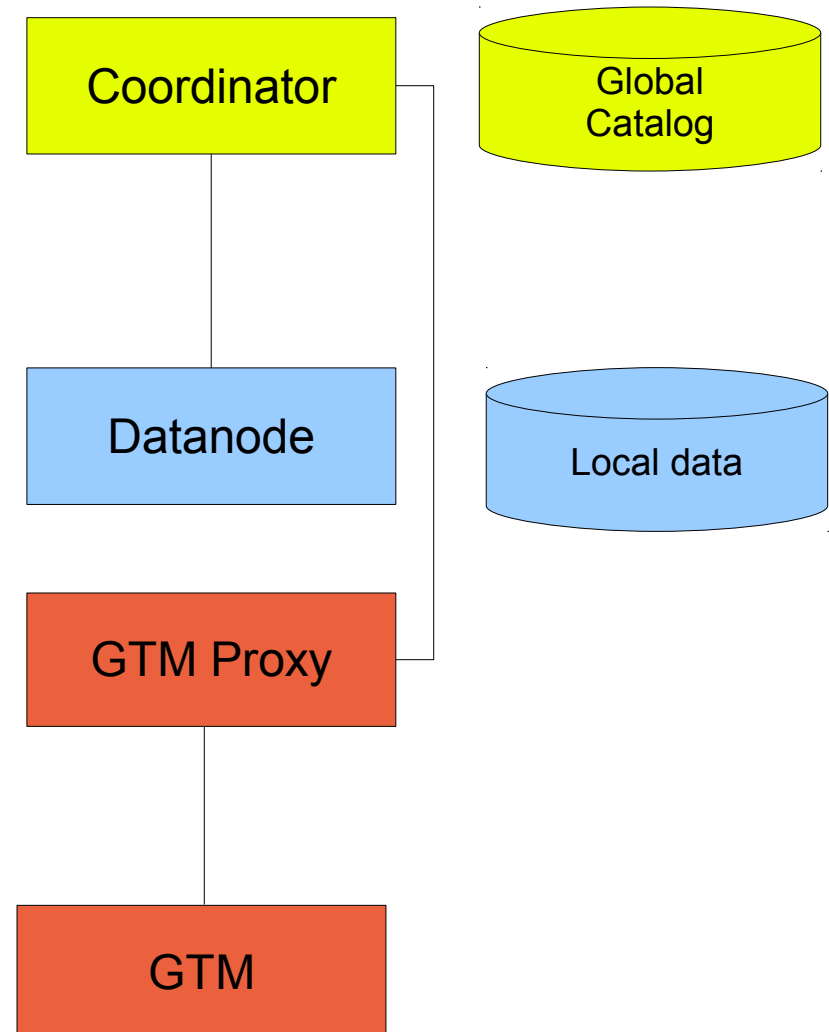 Coordinator
Global
Catalog
Datanode
Local data
GTM Proxy
GTM